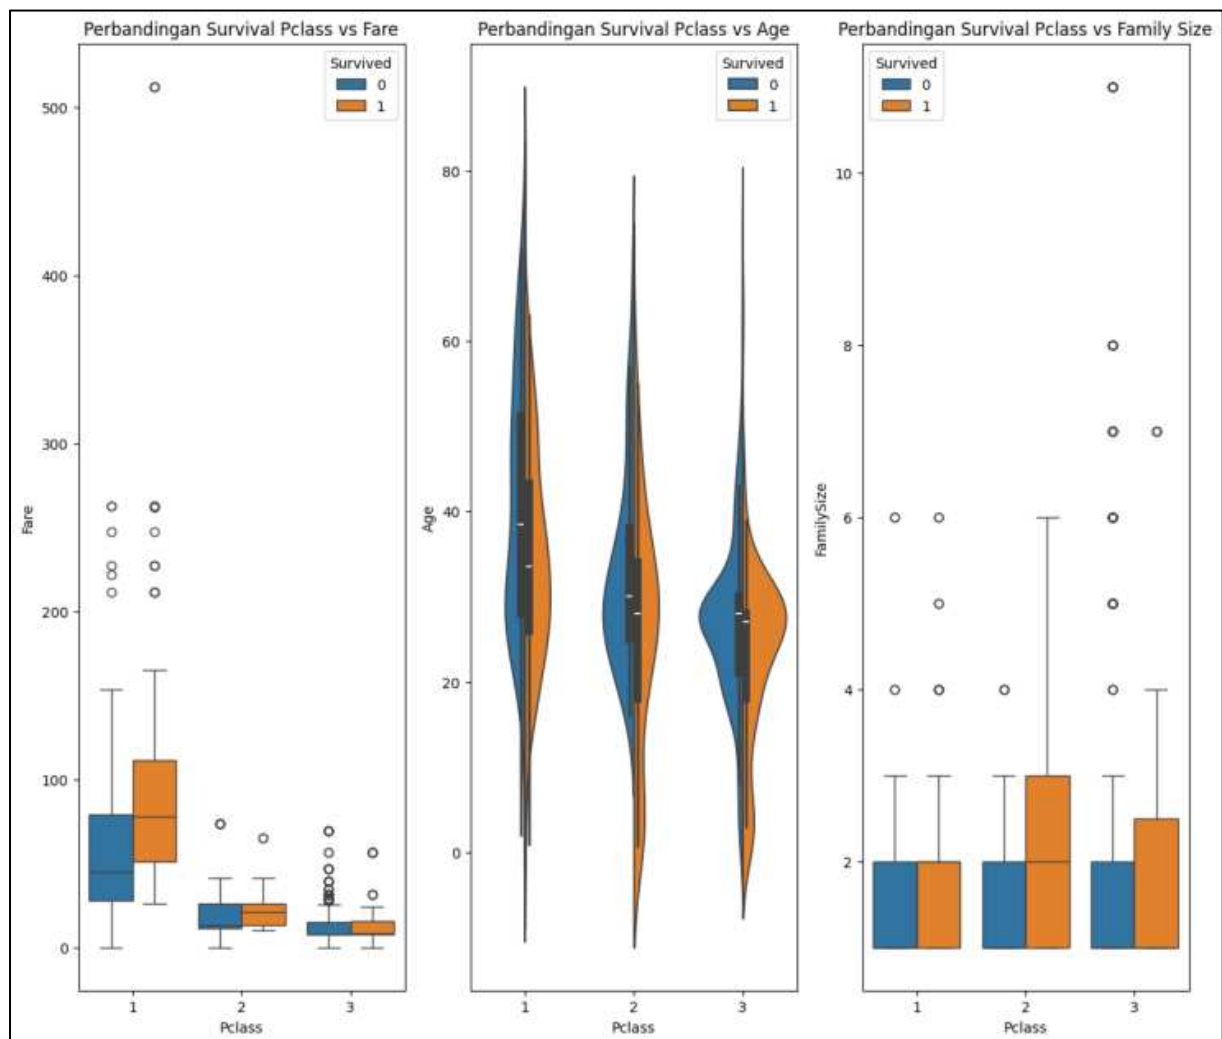 Perbandingan Survival Pclass vs Fare
Survived
0
1
500
400
300
200
100
0
Fare
1
2
3
Pclass
Perbandingan Survival Pclass vs Age
Survived
0
1
80
60
40
20
0
Age
1
2
3
Pclass
Perbandingan Survival Pclass vs Family Size
Survived
0
1
10
8
6
4
2
FamilySize
1
2
3
Pclass